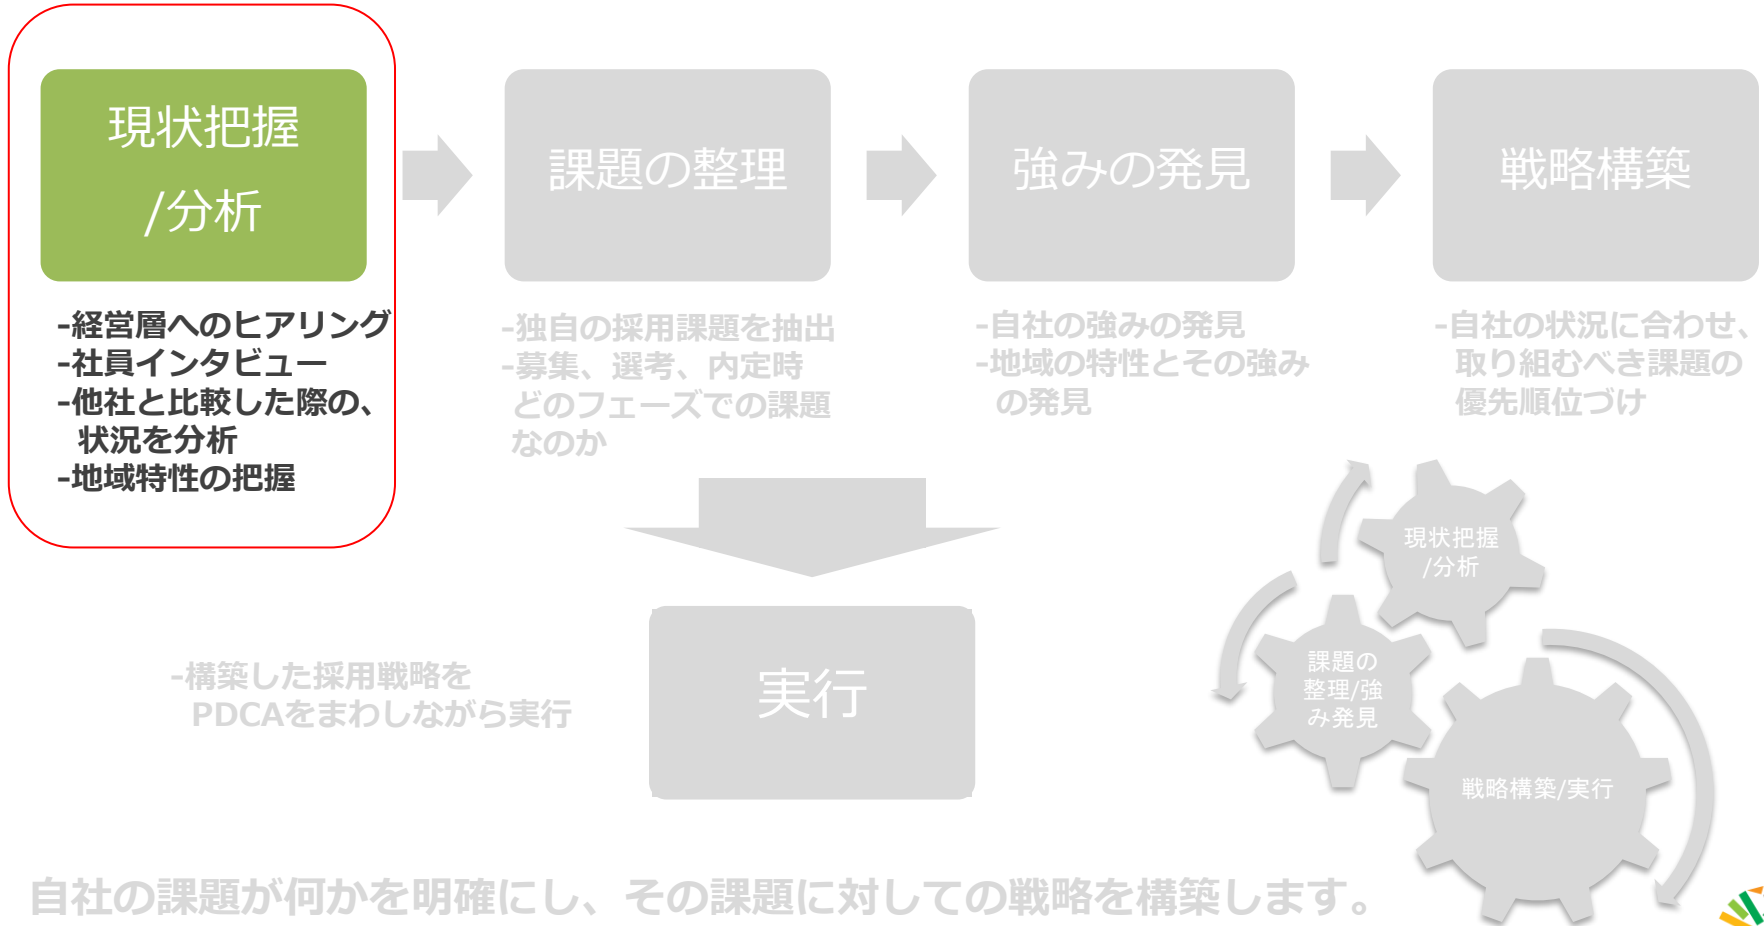 現状把握
/分析
課題の整理
強みの発見
戦略構築
-経営層へのヒアリング
-社員インタビュー
-他社と比較した際の、
状況を分析
-地域特性の把握
-独自の採用課題を抽出
-募集、選考、内定時
どのフェーズでの課題
なのか
-自社の強みの発見
-地域の特性とその強み
の発見
-自社の状況に合わせ、
取り組むべき課題の
優先順位づけ
-構築した採用戦略を
PDCAをまわしながら実行
実行
現状把握
/分析
課題の
整理/強
み発見
戦略構築/実行
自社の課題が何かを明確にし、その課題に対しての戦略を構築します。